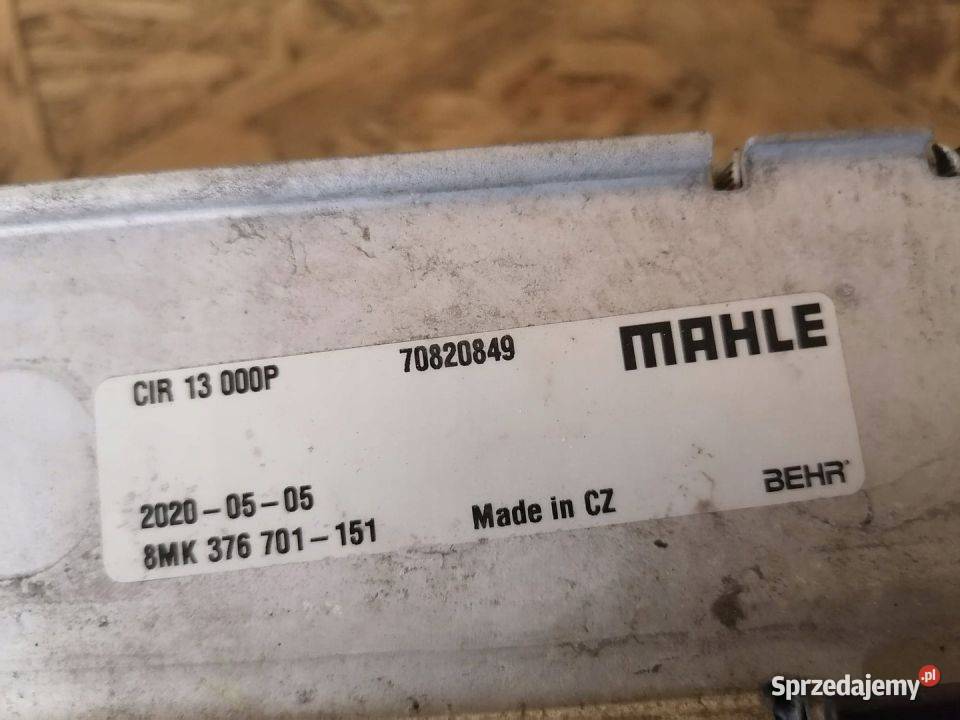 CIR 13 000P 70820849 MAHLE
2020-05-05
8MK 376 701-151 Made in CZ BEHR
Sprzedajemy.pl